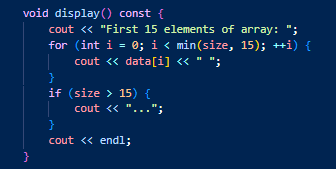 void display() const {
    cout << "First 15 elements of array: ";
    for (int i = 0; i < min(size, 15); ++i) {
        cout << data[i] << " ";
    }
    if (size > 15) {
        cout << "...";
    }
    cout << endl;
}